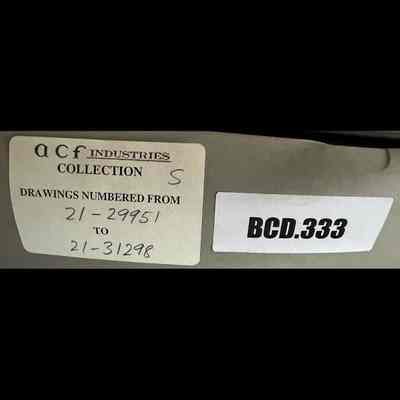 acf INDUSTRIES
COLLECTION S
DRAWINGS NUMBERED FROM
21-29951
TO
21-31298
BCD.333